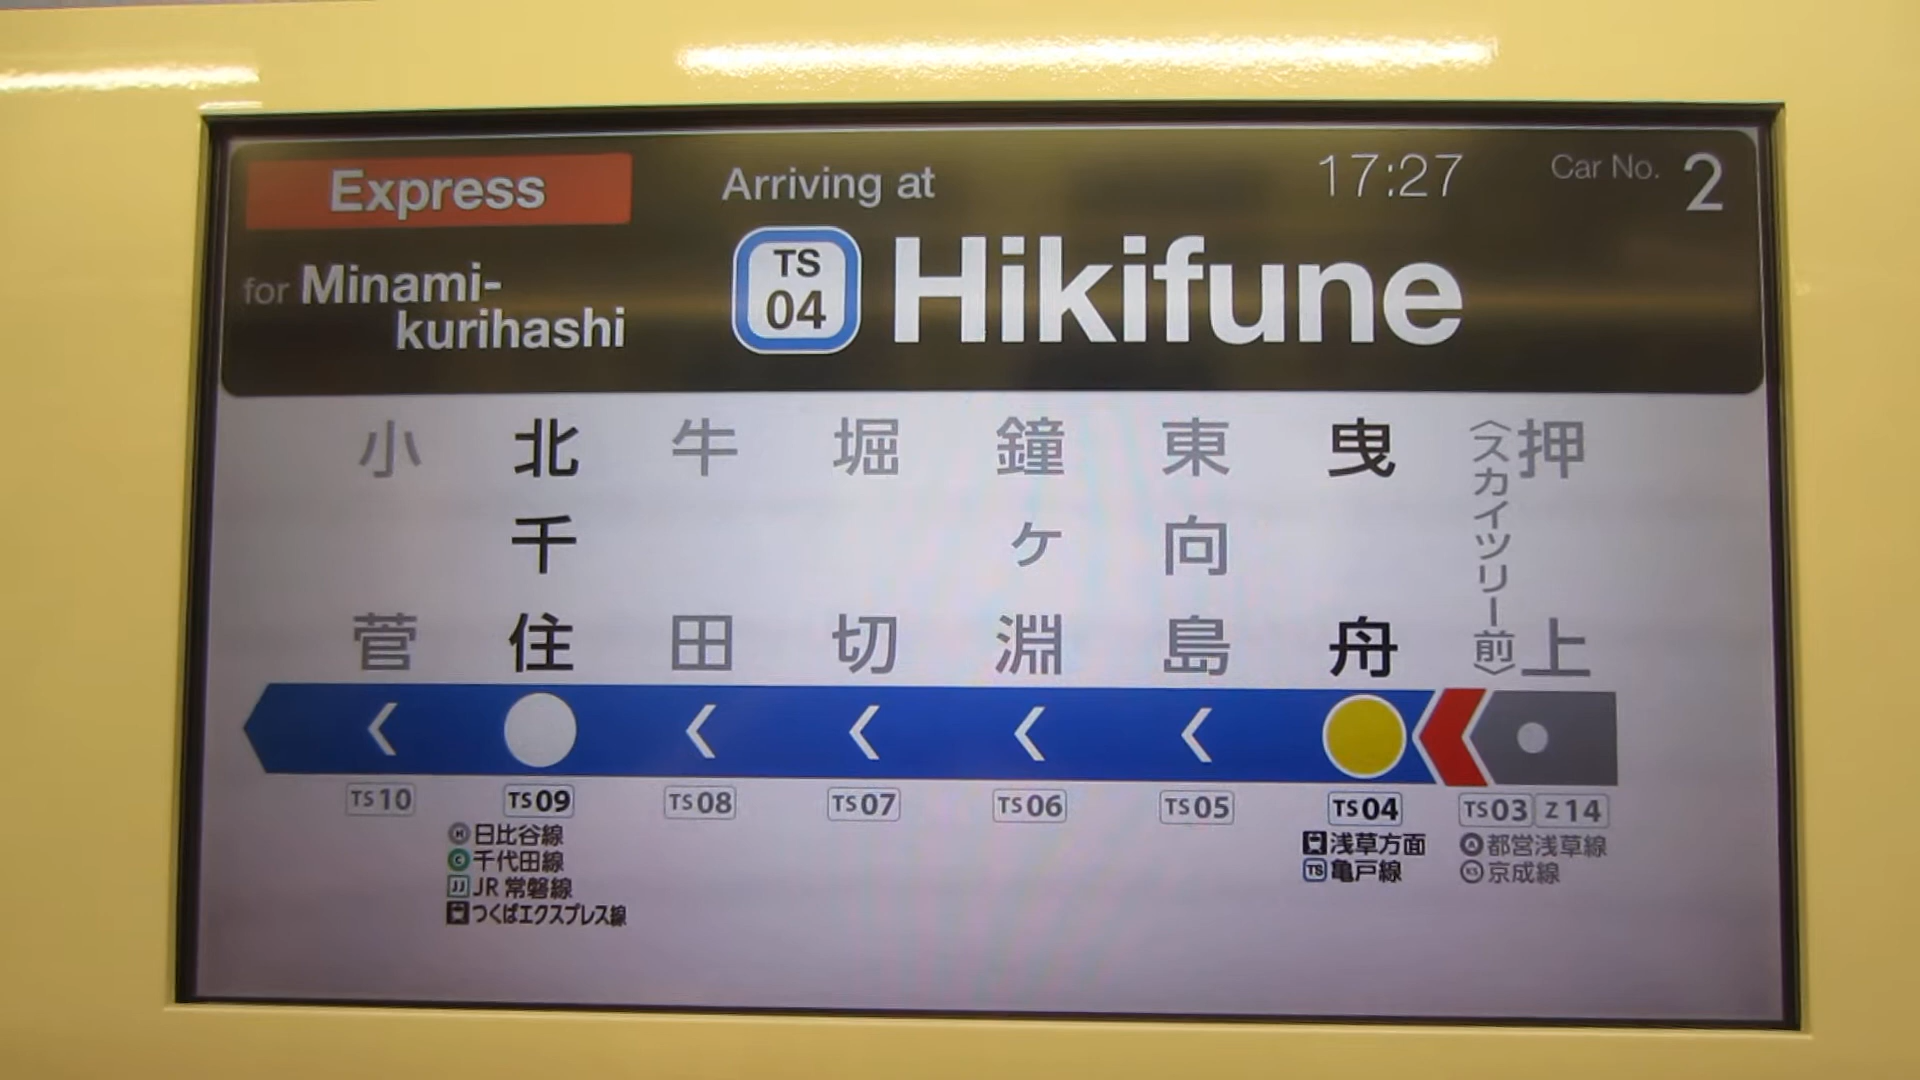 Express
Arriving at
17:27
Car No. 2
for Minami-
kurihashi
TS
04
Hikifune
小菅
北千住
牛田
堀切
鐘ヶ淵
東向島
曳舟
押上
〈スカイツリー前〉
TS10
TS09
TS08
TS07
TS06
TS05
TS04
TS03 Z14
H 日比谷線
C 千代田線
JJ JR 常磐線
つくばエクスプレス線
浅草方面
TS 亀戸線
A 都営浅草線
KS 京成線